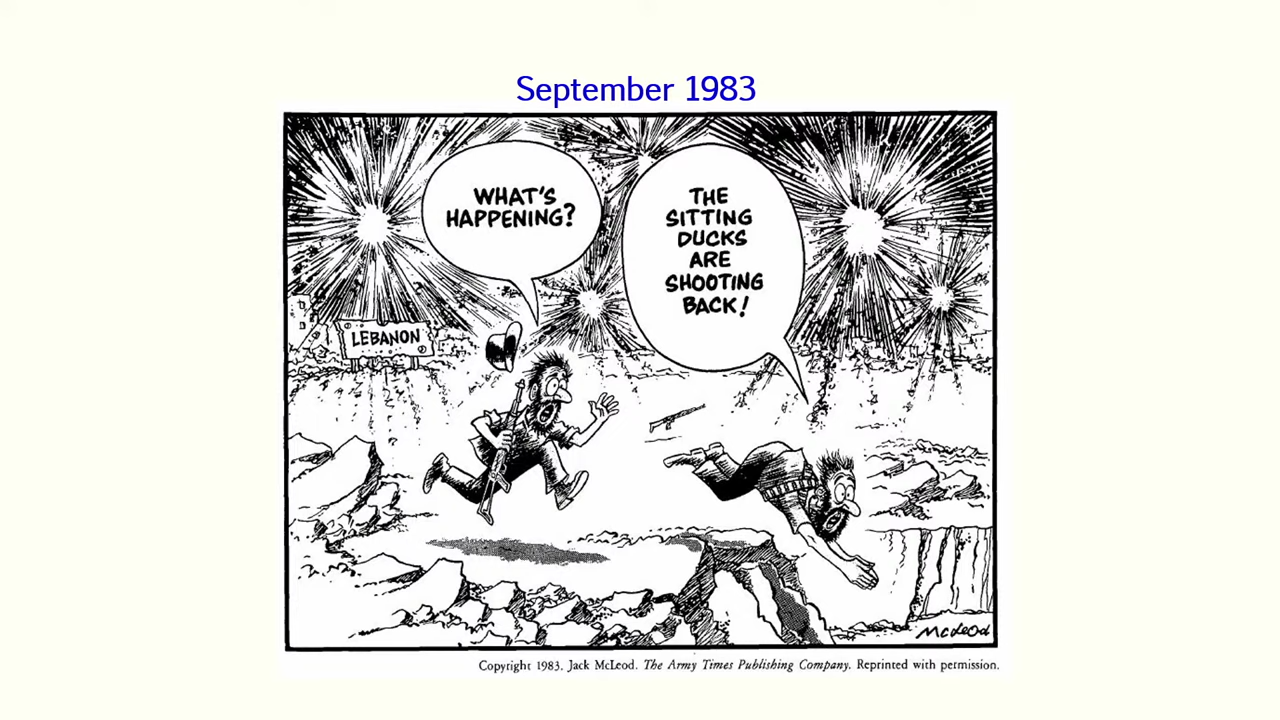 September 1983
WHAT'S
HAPPENING?
THE
SITTING
DUCKS
ARE
SHOOTING
BACK!
LEBANON
McLeod
Copyright 1983. Jack McLeod. The Army Times Publishing Company. Reprinted with permission.